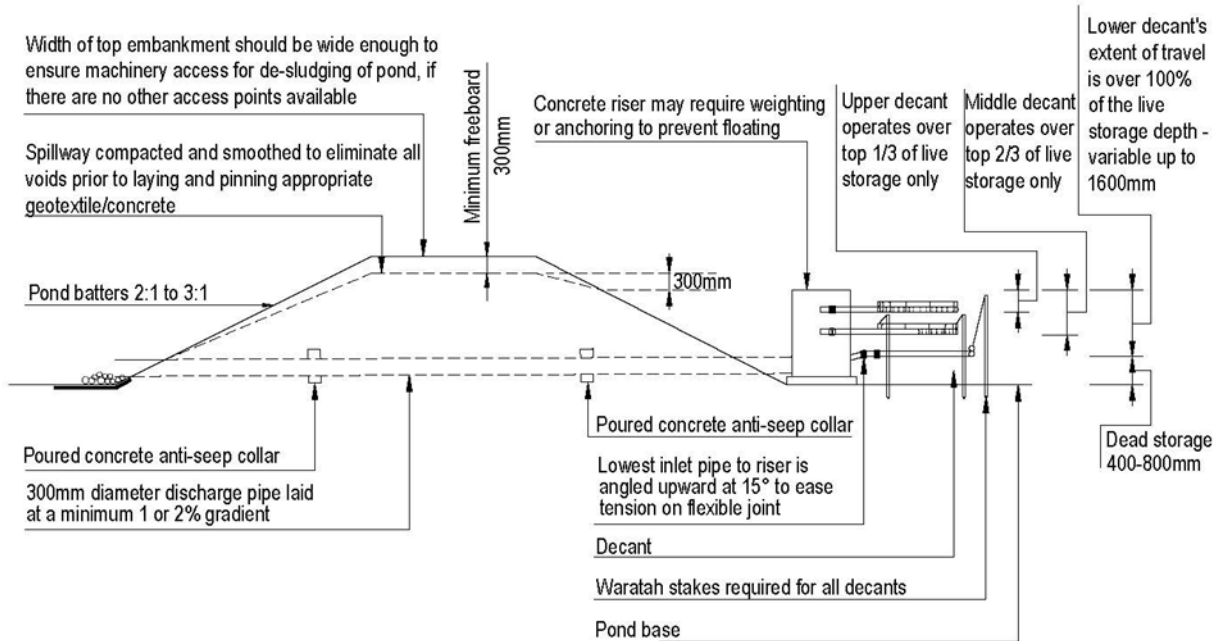 Width of top embankment should be wide enough to
ensure machinery access for de-sludging of pond, if
there are no other access points available
Spillway compacted and smoothed to eliminate all
voids prior to laying and pinning appropriate
geotextile/concrete
Pond batters 2:1 to 3:1
Minimum freeboard
300mm
300mm
Concrete riser may require weighting
or anchoring to prevent floating
Upper decant
operates over
top 1/3 of live
storage only
Middle decant
operates over
top 2/3 of live
storage only
Lower decant's
extent of travel
is over 100%
of the live
storage depth -
variable up to
1600mm
Poured concrete anti-seep collar
300mm diameter discharge pipe laid
at a minimum 1 or 2% gradient
Poured concrete anti-seep collar
Lowest inlet pipe to riser is
angled upward at 15° to ease
tension on flexible joint
Decant
Waratah stakes required for all decants
Pond base
Dead storage
400-800mm